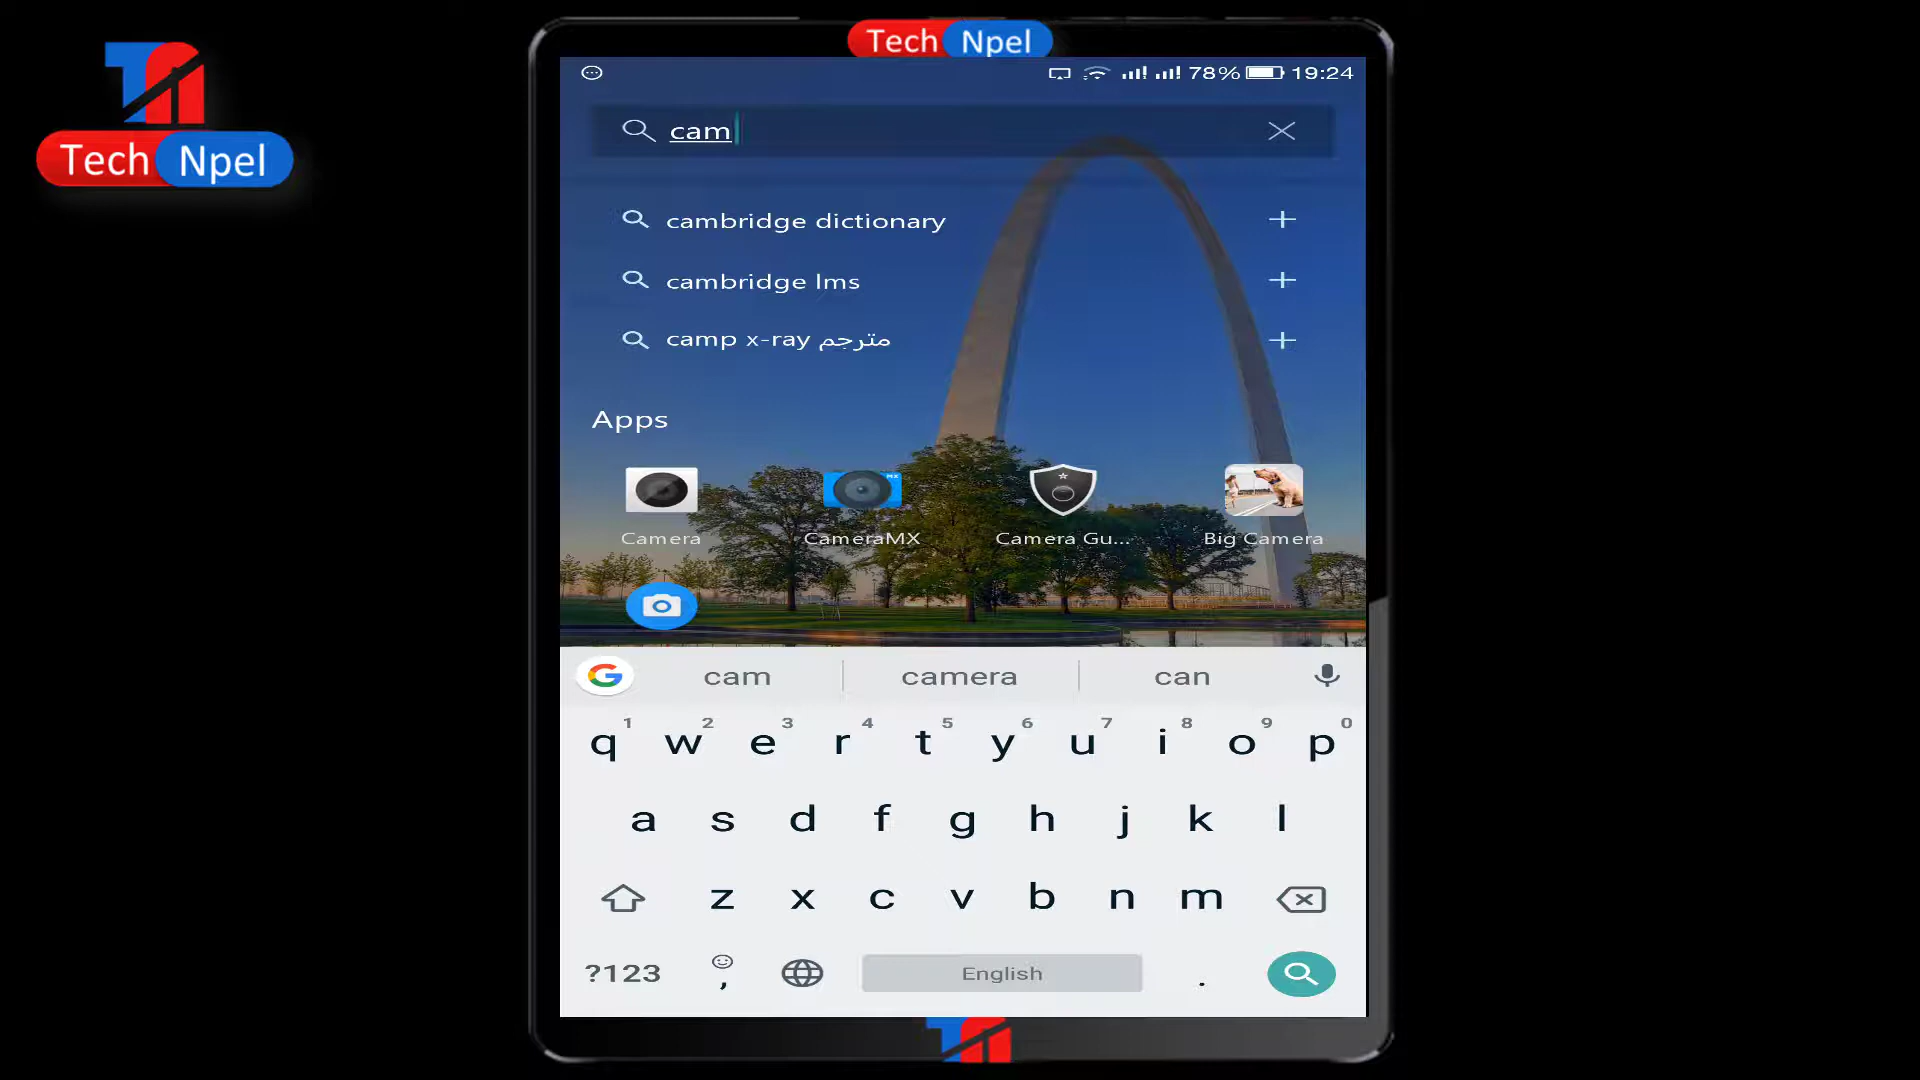 Tech Npel
Tech Npel
78% 19:24
cam
cambridge dictionary
cambridge lms
camp x-ray مترجم
Apps
Camera CameraMX Camera Gu... Big Camera
cam camera can
1 2 3 4 5 6 7 8 9 0
q w e r t y u i o p
a s d f g h j k l
z x c v b n m
?123 , English .